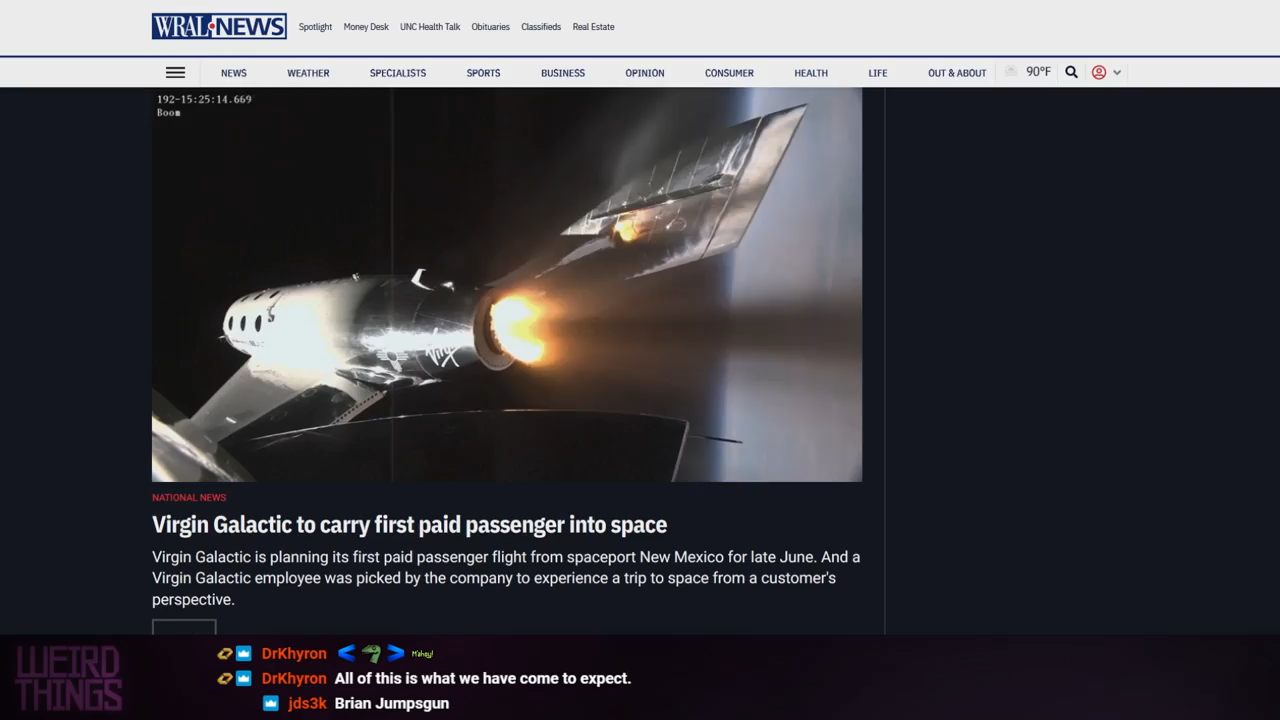 WRAL NEWS
Spotlight Money Desk UNC Health Talk Obituaries Classifieds Real Estate
NEWS WEATHER SPECIALISTS SPORTS BUSINESS OPINION CONSUMER HEALTH LIFE OUT & ABOUT 90°F
192-15:25:14.669
Boom
Virgin
NATIONAL NEWS
Virgin Galactic to carry first paid passenger into space
Virgin Galactic is planning its first paid passenger flight from spaceport New Mexico for late June. And a
Virgin Galactic employee was picked by the company to experience a trip to space from a customer's
perspective.
WEIRD
THINGS
DrKhyron < > M'ahoy!
DrKhyron All of this is what we have come to expect.
jds3k Brian Jumpsgun